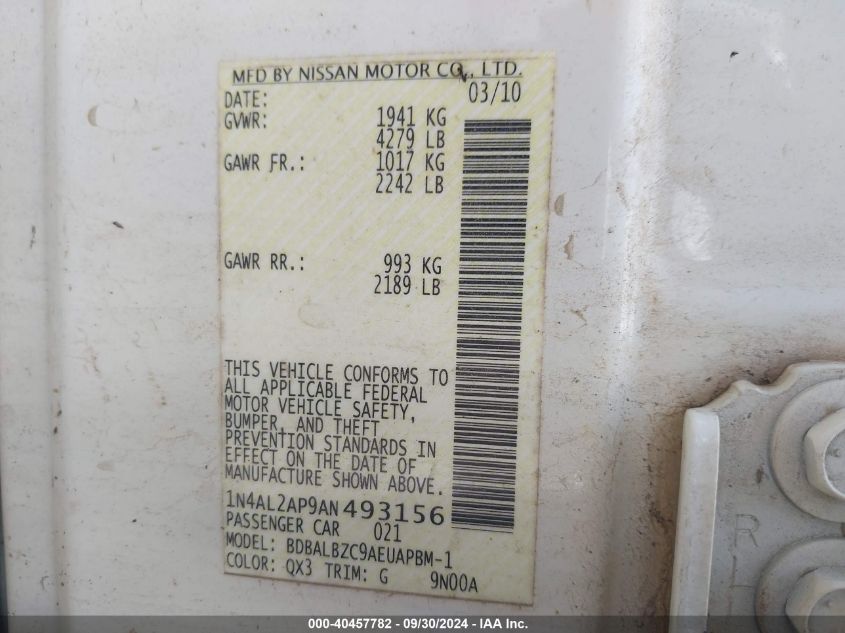 MFD BY NISSAN MOTOR CO., LTD.
DATE: 03/10
GVWR: 1941 KG
4279 LB
GAWR FR.: 1017 KG
2242 LB
GAWR RR.: 993 KG
2189 LB
THIS VEHICLE CONFORMS TO
ALL APPLICABLE FEDERAL
MOTOR VEHICLE SAFETY,
BUMPER, AND THEFT
PREVENTION STANDARDS IN
EFFECT ON THE DATE OF
MANUFACTURE SHOWN ABOVE.
1N4AL2AP9AN 493156
PASSENGER CAR 021
MODEL: BDBALBZC9AEUAPBM-1
COLOR: QX3 TRIM: G 9N00A
R
000-40457782 - 09/30/2024 - IAA Inc.